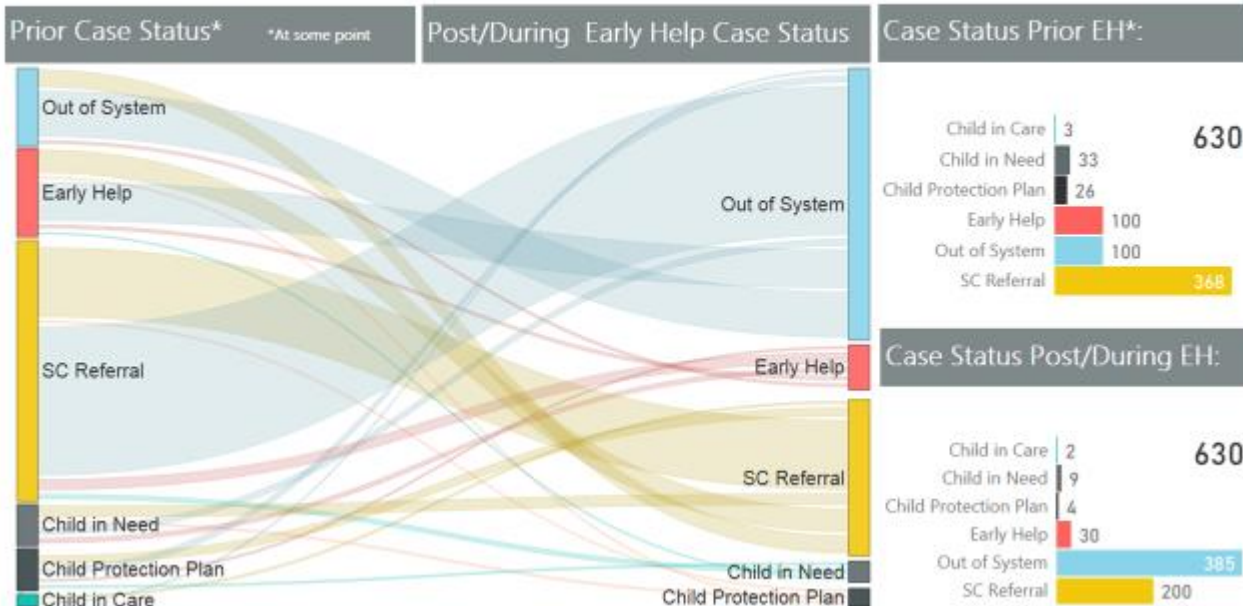 Prior Case Status* *At some point
Post/During Early Help Case Status
Out of System
Early Help
SC Referral
Child in Need
Child Protection Plan
Child in Care
Out of System
Early Help
SC Referral
Child in Need
Child Protection Plan
Case Status Prior EH*:
630
Child in Care 3
Child in Need 33
Child Protection Plan 26
Early Help 100
Out of System 100
SC Referral 368
Case Status Post/During EH:
630
Child in Care 2
Child in Need 9
Child Protection Plan 4
Early Help 30
Out of System 385
SC Referral 200